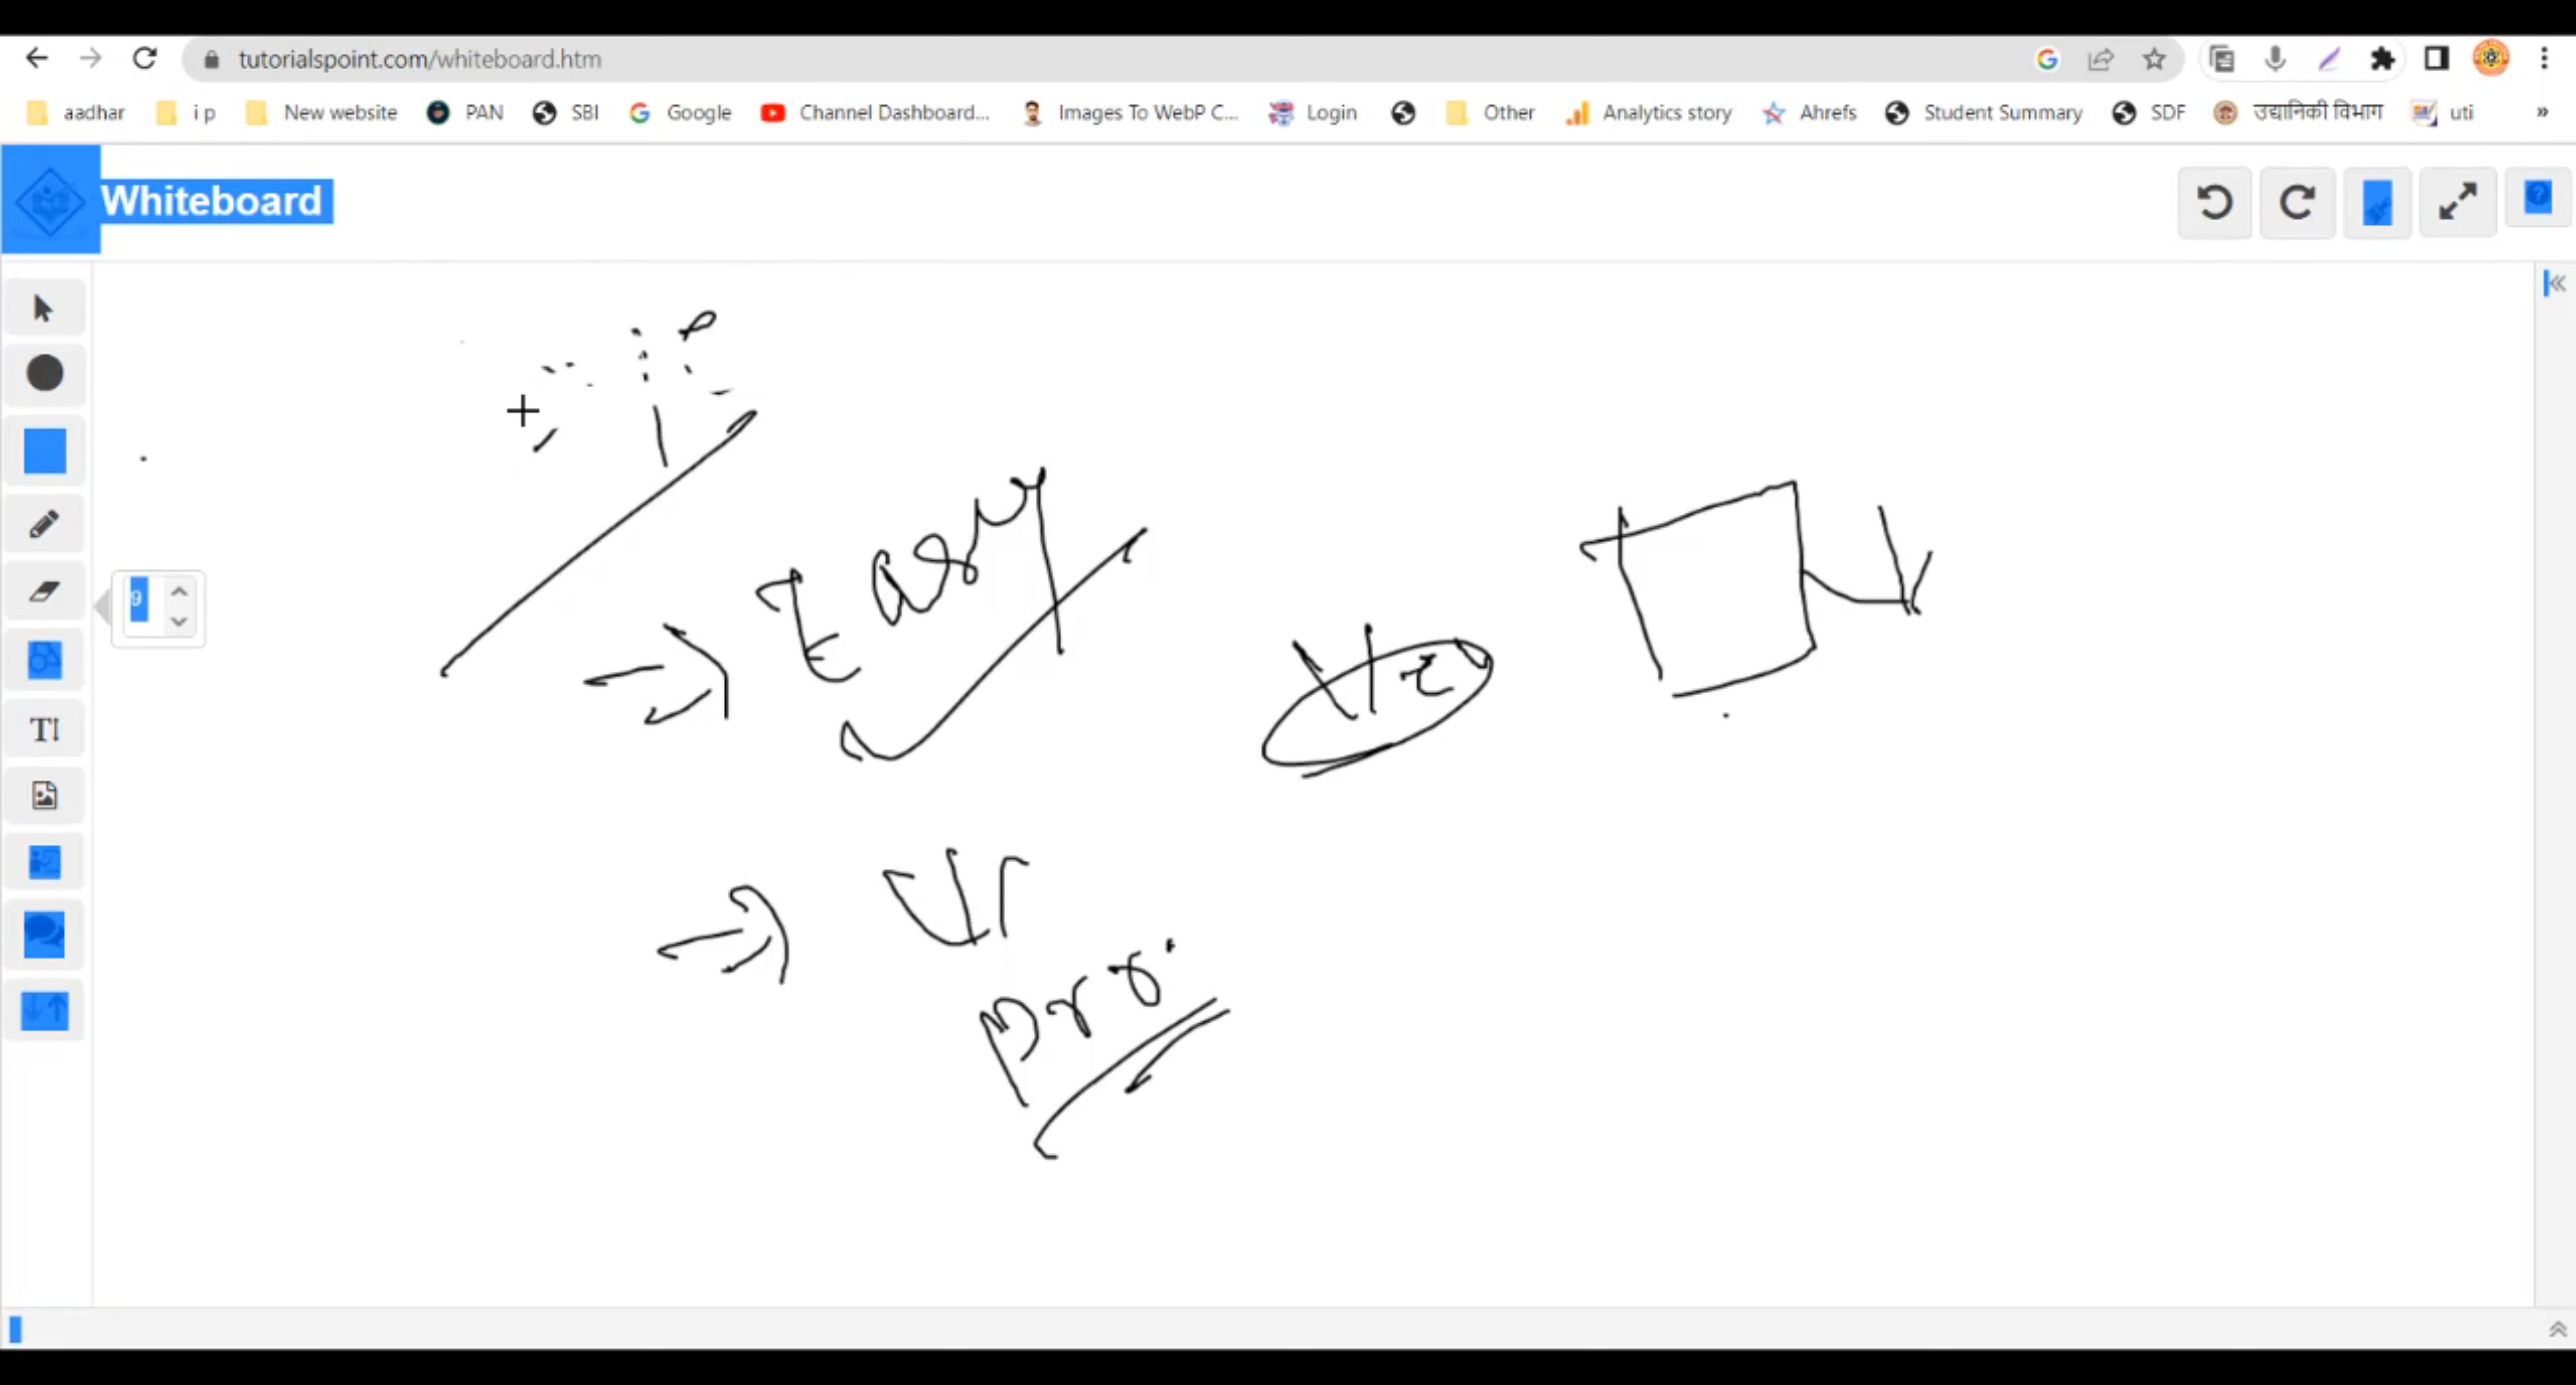 tutorialspoint.com/whiteboard.htm
aadhar i p New website PAN SBI Google Channel Dashboard... Images To WebP C... Login Other Analytics story Ahrefs Student Summary SDF उद्यानिकी विभाग uti »
Whiteboard
Easy
9